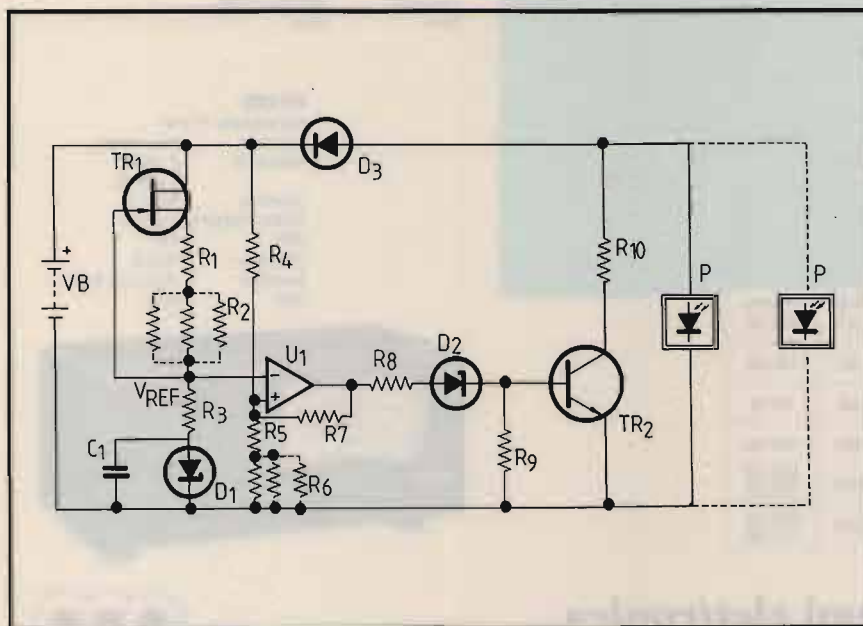 TR1
D3
R1
R4
R10
+
VB
P
P
R2
U1
D2
R8
−
+
VREF
R3
R5
R7
TR2
C1
R9
D1
R6